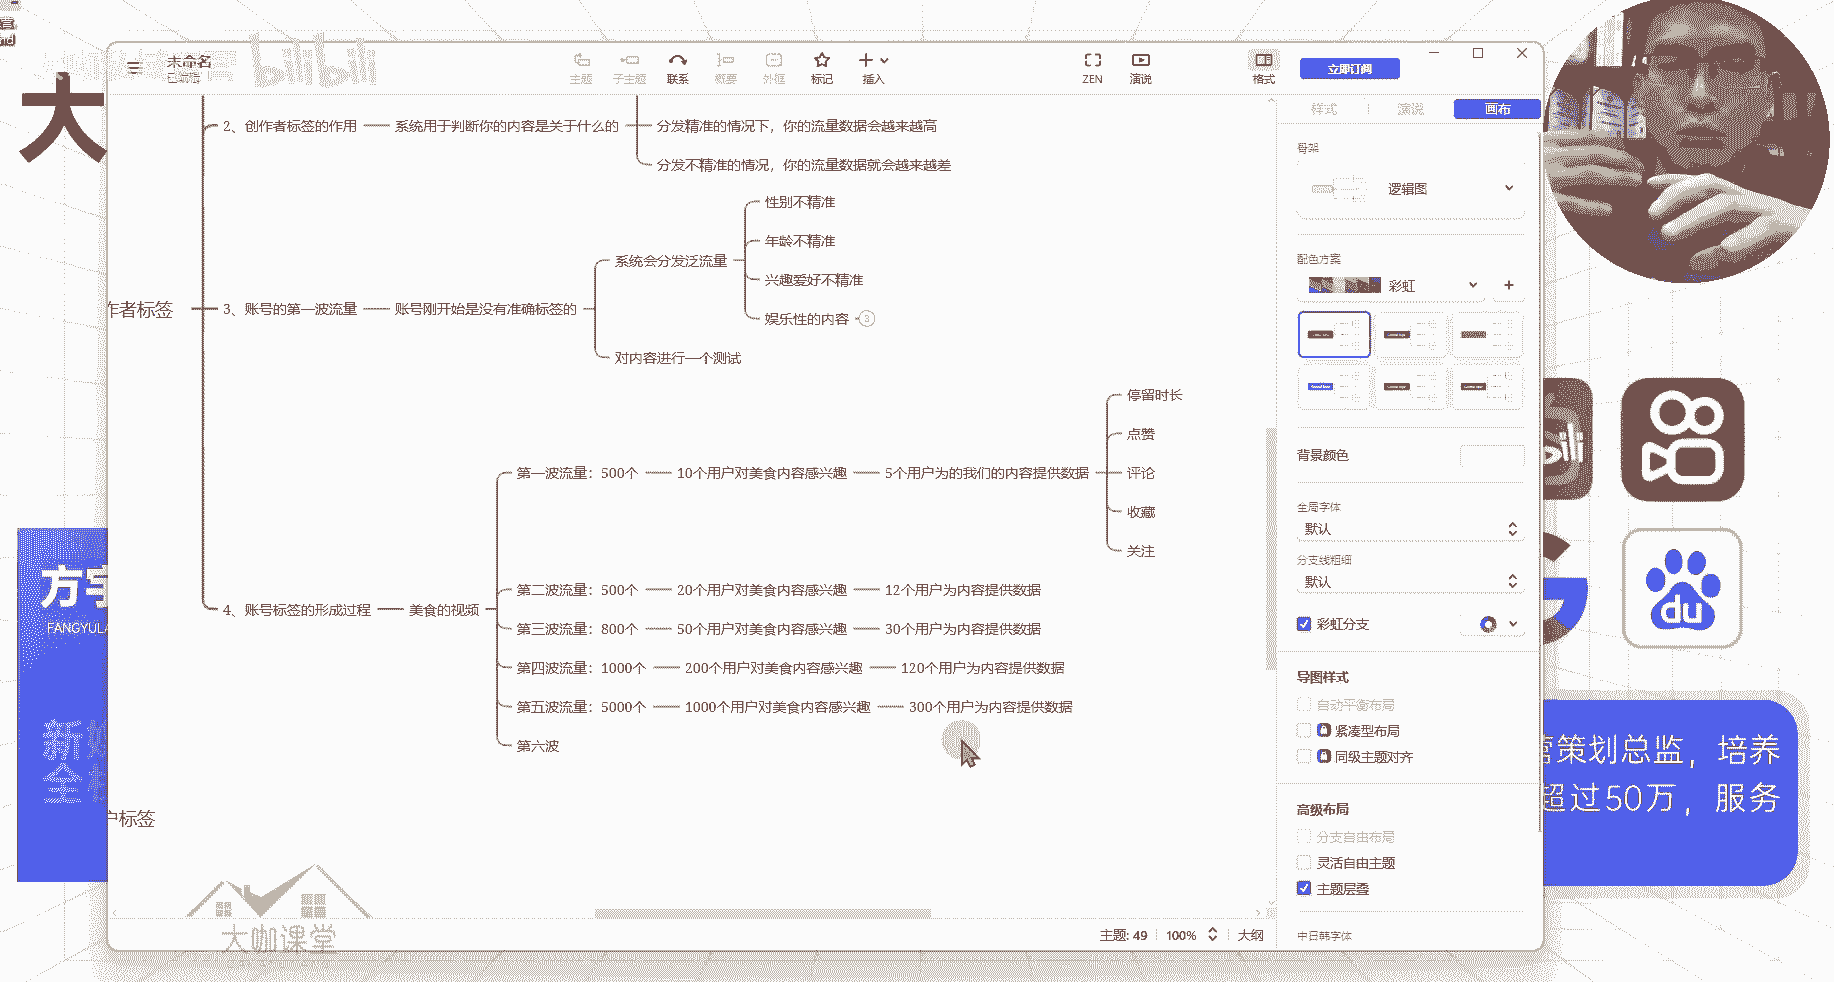 未命名
已编辑
bilibili
主题
子主题
联系
概要
外框
标记
插入
ZEN
演说
格式
立即订阅
大
样式
演说
画布
2、创作者标签的作用
系统用于判断你的内容是关于什么的
分发精准的情况下，你的流量数据会越来越高
分发不精准的情况，你的流量数据就会越来越差
作者标签
3、账号的第一波流量
账号刚开始是没有准确标签的
系统会分发泛流量
性别不精准
年龄不精准
兴趣爱好不精准
娱乐性的内容
3
对内容进行一个测试
4、账号标签的形成过程
美食的视频
第一波流量：500个
10个用户对美食内容感兴趣
5个用户为的我们的内容提供数据
停留时长
点赞
评论
收藏
关注
第二波流量：500个
20个用户对美食内容感兴趣
12个用户为内容提供数据
第三波流量：800个
50个用户对美食内容感兴趣
30个用户为内容提供数据
第四波流量：1000个
200个用户对美食内容感兴趣
120个用户为内容提供数据
第五波流量：5000个
1000个用户对美食内容感兴趣
300个用户为内容提供数据
第六波
户标签
骨架
逻辑图
配色方案
彩虹
背景颜色
全局字体
默认
分支线粗细
默认
彩虹分支
导图样式
自动平衡布局
紧凑型布局
同级主题对齐
高级布局
分支自由布局
灵活自由主题
主题层叠
中日韩字体
主题: 49
100%
大纲
方宇
FANGYULA
新媒
全栈
大咖课堂
du
营策划总监，培养
超过50万，服务